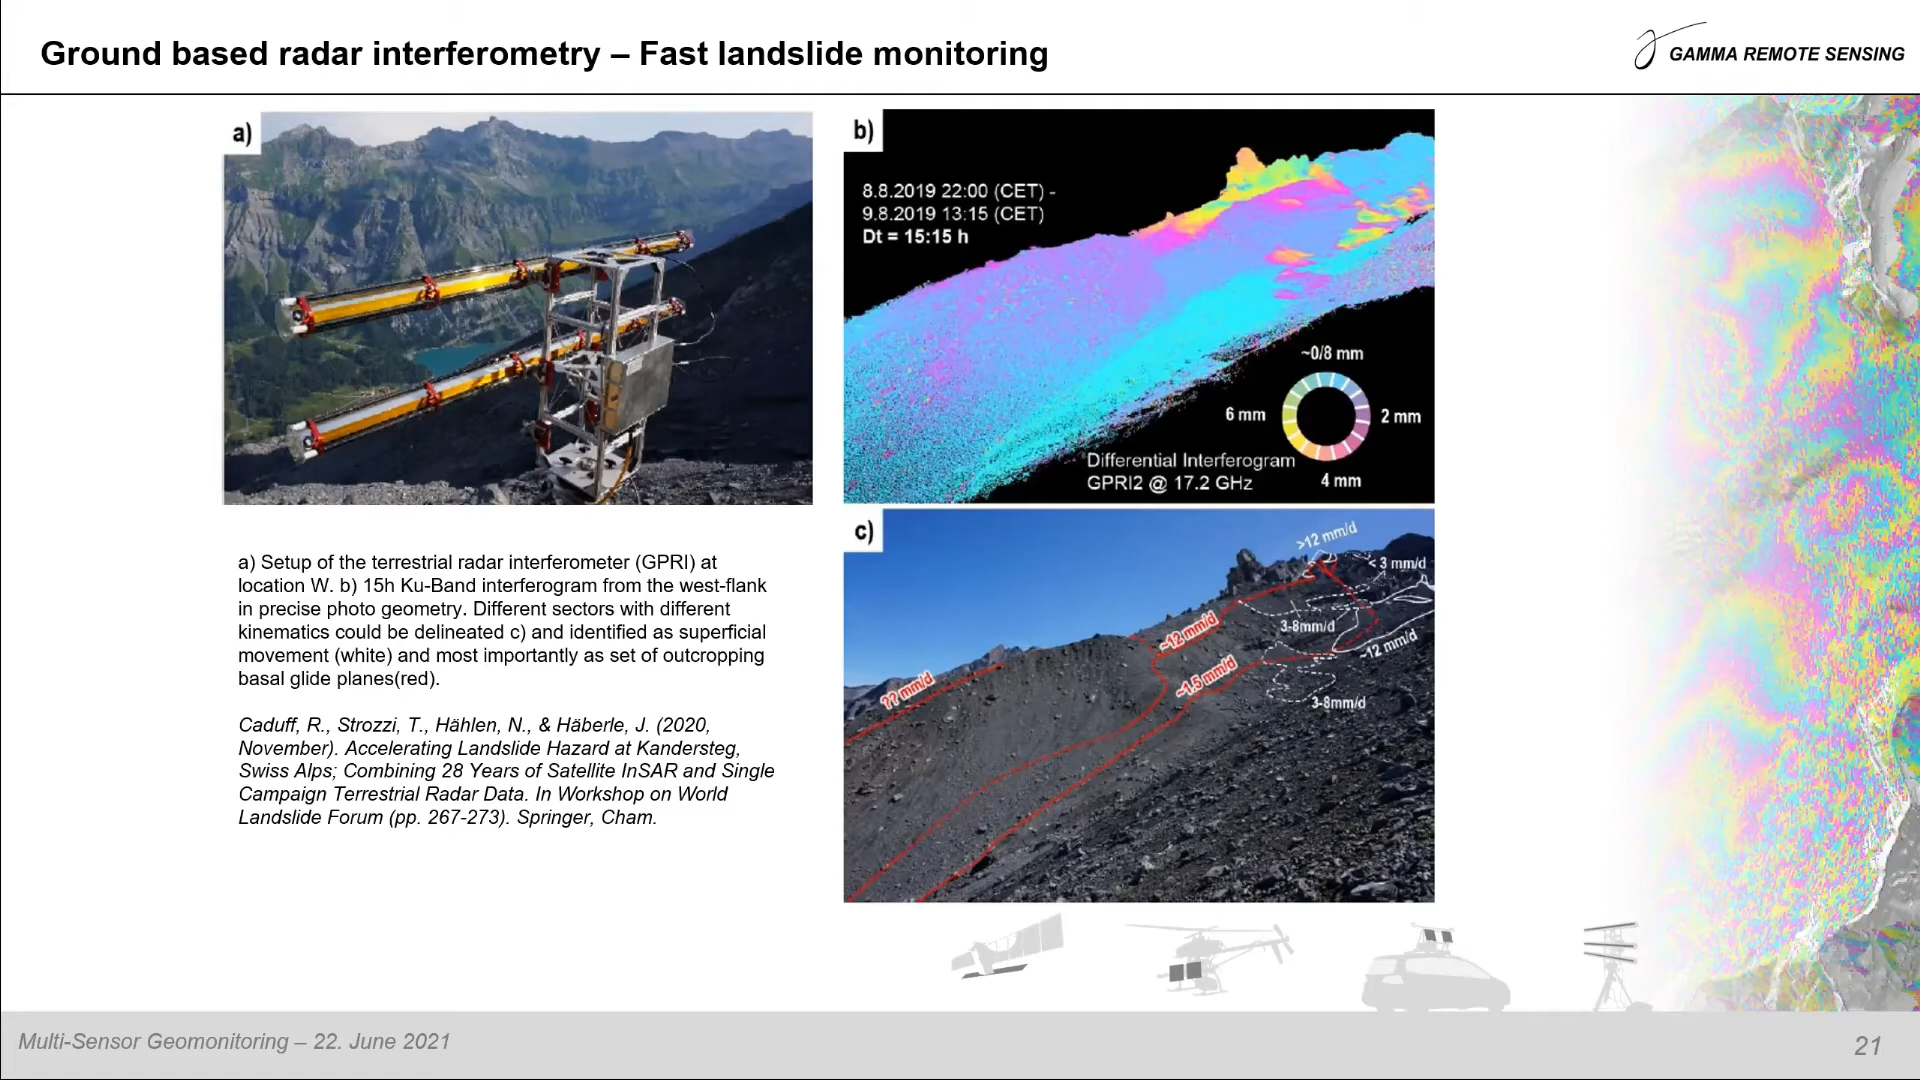 Ground based radar interferometry – Fast landslide monitoring
GAMMA REMOTE SENSING
a)
b)
8.8.2019 22:00 (CET) -
9.8.2019 13:15 (CET)
Dt = 15:15 h
~0/8 mm
6 mm
2 mm
4 mm
Differential Interferogram
GPRI2 @ 17.2 GHz
c)
>12 mm/d
< 3 mm/d
~12 mm/d
3-8mm/d
~12 mm/d
~1.5 mm/d
?? mm/d
3-8mm/d
a) Setup of the terrestrial radar interferometer (GPRI) at
location W. b) 15h Ku-Band interferogram from the west-flank
in precise photo geometry. Different sectors with different
kinematics could be delineated c) and identified as superficial
movement (white) and most importantly as set of outcropping
basal glide planes(red).
Caduff, R., Strozzi, T., Hählen, N., & Häberle, J. (2020,
November). Accelerating Landslide Hazard at Kandersteg,
Swiss Alps; Combining 28 Years of Satellite InSAR and Single
Campaign Terrestrial Radar Data. In Workshop on World
Landslide Forum (pp. 267-273). Springer, Cham.
Multi-Sensor Geomonitoring – 22. June 2021
21